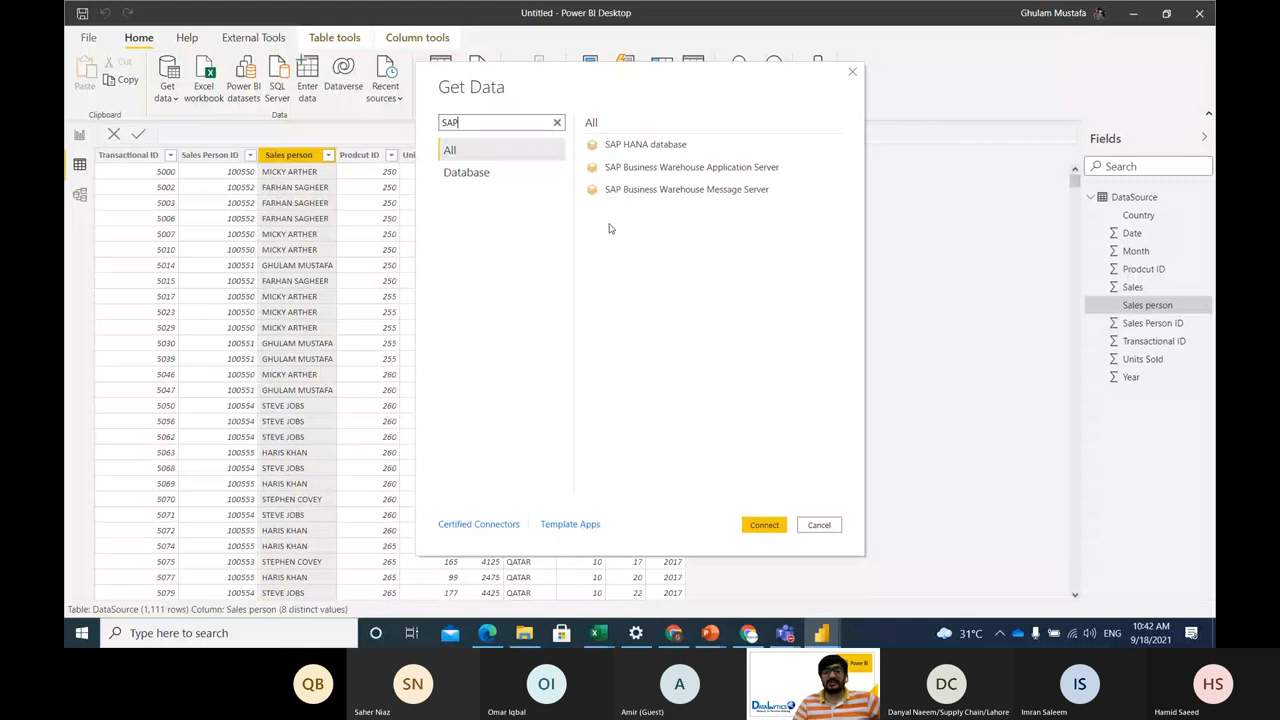 Untitled - Power BI Desktop
Ghulam Mustafa
File
Home
Help
External Tools
Table tools
Column tools
Paste
Cut
Copy
Clipboard
Get data
Excel workbook
Power BI datasets
SQL Server
Enter data
Dataverse
Recent sources
Data
Get Data
SAP
All
Database
All
SAP HANA database
SAP Business Warehouse Application Server
SAP Business Warehouse Message Server
Certified Connectors
Template Apps
Connect
Cancel
Transactional ID Sales Person ID Sales person Prodcut ID Uni
5000 100550 MICKY ARTHER 250
5002 100552 FARHAN SAGHEER 250
5003 100552 FARHAN SAGHEER 250
5006 100552 FARHAN SAGHEER 250
5007 100550 MICKY ARTHER 250
5010 100550 MICKY ARTHER 250
5014 100551 GHULAM MUSTAFA 250
5015 100552 FARHAN SAGHEER 250
5017 100550 MICKY ARTHER 255
5023 100550 MICKY ARTHER 255
5029 100550 MICKY ARTHER 255
5030 100551 GHULAM MUSTAFA 255
5039 100551 GHULAM MUSTAFA 255
5046 100550 MICKY ARTHER 260
5047 100551 GHULAM MUSTAFA 260
5050 100554 STEVE JOBS 260
5056 100554 STEVE JOBS 260
5062 100554 STEVE JOBS 260
5063 100555 HARIS KHAN 260
5068 100554 STEVE JOBS 260
5069 100555 HARIS KHAN 260
5070 100553 STEPHEN COVEY 260
5071 100554 STEVE JOBS 260
5072 100555 HARIS KHAN 260
5074 100555 HARIS KHAN 265
5075 100553 STEPHEN COVEY 265 165 4125 QATAR 10 17 2017
5077 100555 HARIS KHAN 265 99 2475 QATAR 10 20 2017
5079 100554 STEVE JOBS 265 177 4425 QATAR 10 22 2017
Table: DataSource (1,111 rows) Column: Sales person (8 distinct values)
Fields
Search
DataSource
Country
Date
Month
Prodcut ID
Sales
Sales person
Sales Person ID
Transactional ID
Units Sold
Year
Type here to search
31°C
ENG
10:42 AM
9/18/2021
QB
SN
Saher Niaz
OI
Omar Iqbal
A
Amir (Guest)
Power BI
DC
Danyal Naeem/Supply Chain/Lahore
IS
Imran Saleem
HS
Hamid Saeed